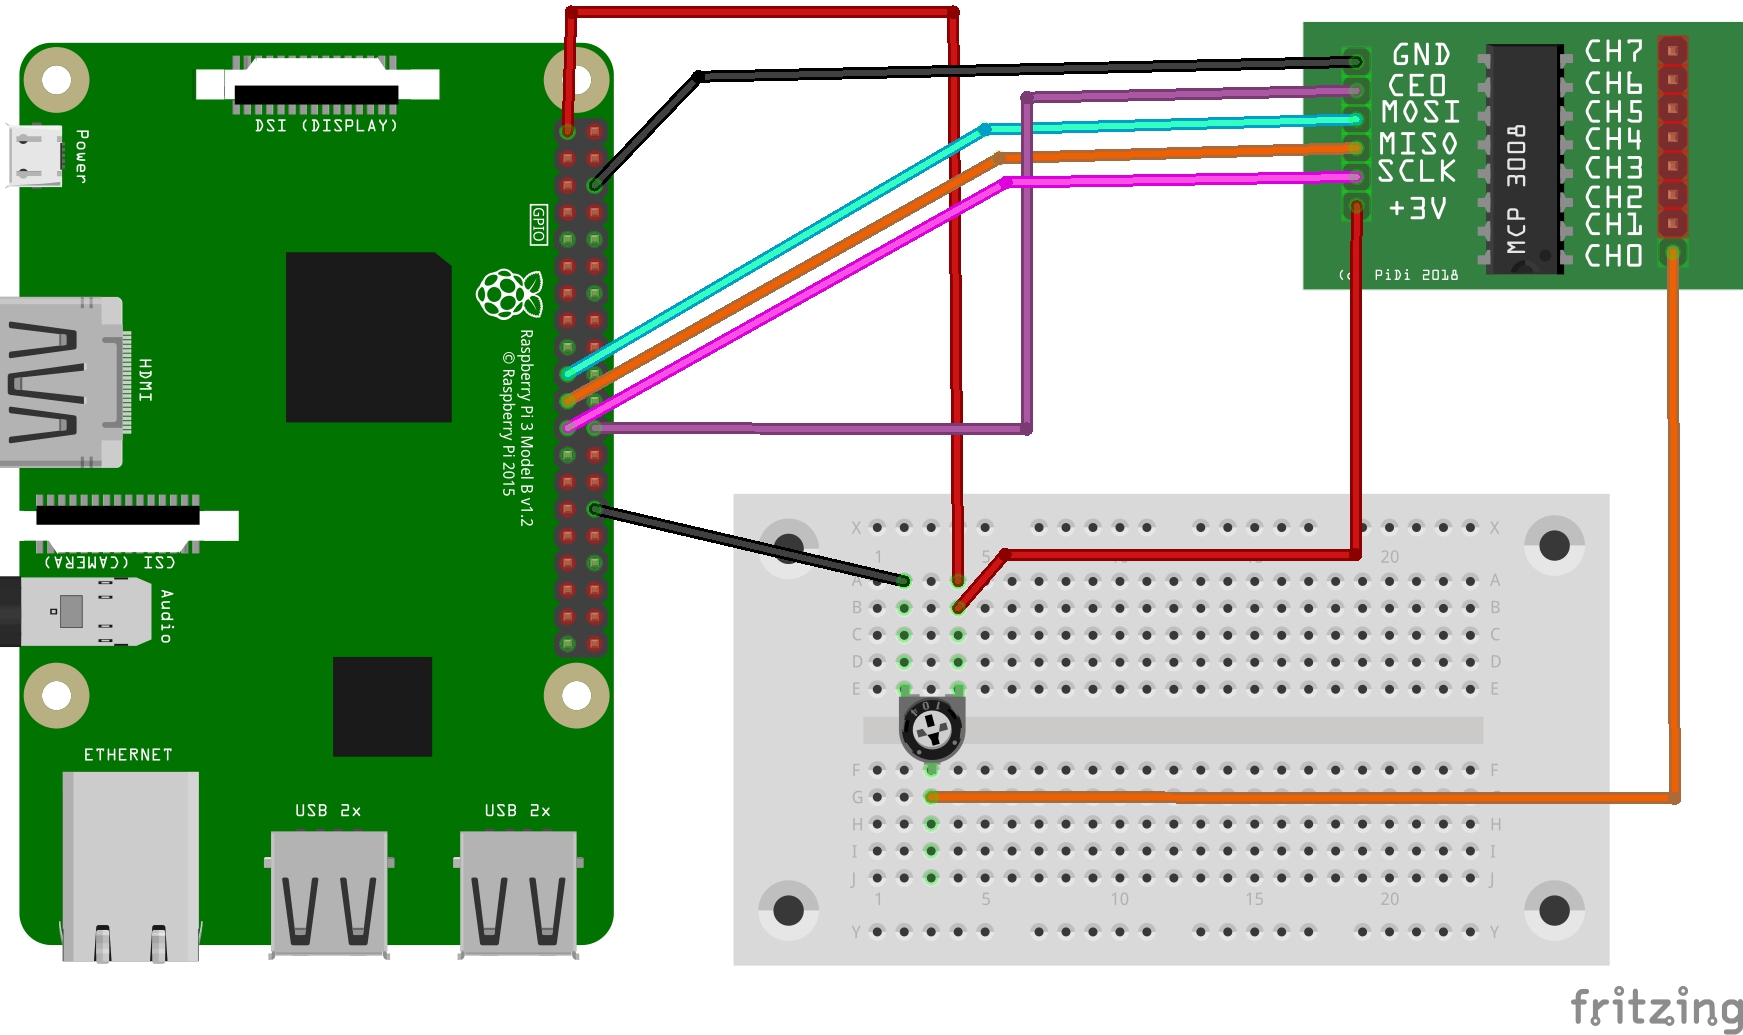 DSI (DISPLAY)
Power
GPIO
HDMI
Raspberry Pi 3 Model B v1.2
© Raspberry Pi 2015
CSI (CAMERA)
Audio
ETHERNET
USB 2x
USB 2x
GND
CE0
MOSI
MISO
SCLK
+3V
MCP 3008
CH7
CH6
CH5
CH4
CH3
CH2
CH1
CH0
PiDi 2018
X X
1 5 20
A A
B B
C C
D D
E E
104
F F
G
H H
I I
J J
1 5 10 15 20
Y Y
fritzing